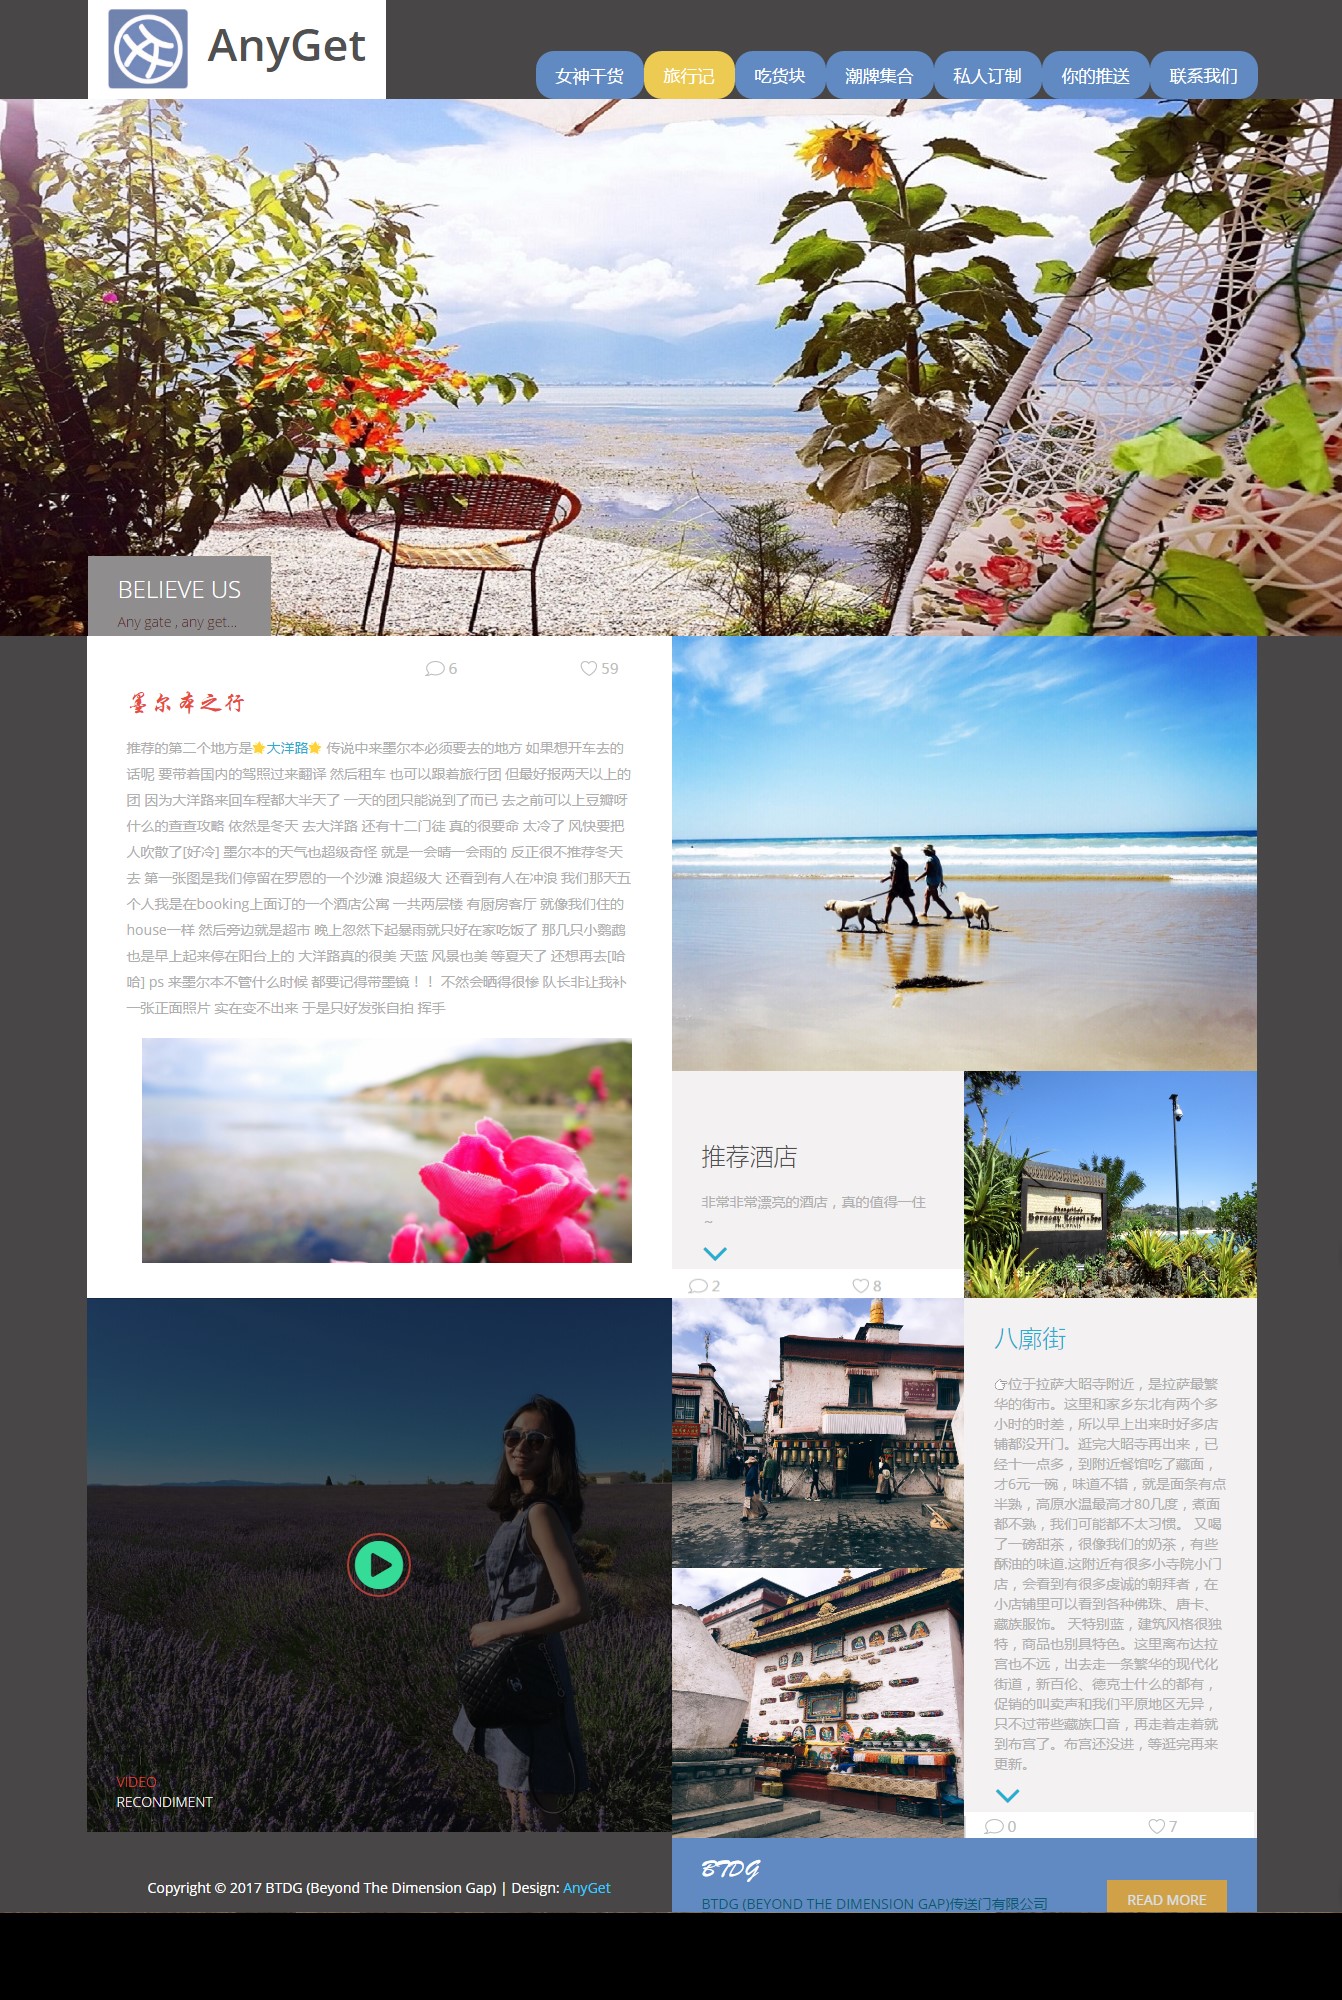 AnyGet
女神干货 旅行记 吃货块 潮牌集合 私人订制 你的推送 联系我们
BELIEVE US
Any gate , any get...
6 59
墨尔本之行
推荐的第二个地方是⭐大洋路⭐ 传说中来墨尔本必须要去的地方 如果想开车去的
话呢 要带着国内的驾照过来翻译 然后租车 也可以跟着旅行团 但最好报两天以上的
团 因为大洋路来回车程都大半天了 一天的团只能说到了而已 去之前可以上豆瓣呀
什么的查查攻略 依然是冬天 去大洋路 还有十二门徒 真的很要命 太冷了 风快要把
人吹散了[好冷] 墨尔本的天气也超级奇怪 就是一会晴一会雨的 反正很不推荐冬天
去 第一张图是我们停留在罗恩的一个沙滩 浪超级大 还看到有人在冲浪 我们那天五
个人我是在booking上面订的一个酒店公寓 一共两层楼 有厨房客厅 就像我们住的
house一样 然后旁边就是超市 晚上忽然下起暴雨就只好在家吃饭了 那几只小鹦鹉
也是早上起来停在阳台上的 大洋路真的很美 天蓝 风景也美 等夏天了 还想再去[哈
哈] ps 来墨尔本不管什么时候 都要记得带墨镜！！ 不然会晒得很惨 队长非让我补
一张正面照片 实在变不出来 于是只好发张自拍 挥手
推荐酒店
非常非常漂亮的酒店，真的值得一住
~
2 8
八廓街
👉位于拉萨大昭寺附近，是拉萨最繁
华的街市。这里和家乡东北有两个多
小时的时差，所以早上出来时好多店
铺都没开门。逛完大昭寺再出来，已
经十一点多，到附近餐馆吃了藏面，
才6元一碗，味道不错，就是面条有点
半熟，高原水温最高才80几度，煮面
都不熟，我们可能都不太习惯。 又喝
了一磅甜茶，很像我们的奶茶，有些
酥油的味道.这附近有很多小寺院小门
店，会看到有很多虔诚的朝拜者，在
小店铺里可以看到各种佛珠、唐卡、
藏族服饰。 天特别蓝，建筑风格很独
特，商品也别具特色。这里离布达拉
宫也不远，出去走一条繁华的现代化
街道，新百伦、德克士什么的都有，
促销的叫卖声和我们平原地区无异，
只不过带些藏族口音，再走着走着就
到布宫了。布宫还没进，等逛完再来
更新。
0 7
VIDEO
RECONDIMENT
Copyright © 2017 BTDG (Beyond The Dimension Gap) | Design: AnyGet
BTDG
BTDG (BEYOND THE DIMENSION GAP)传送门有限公司
READ MORE